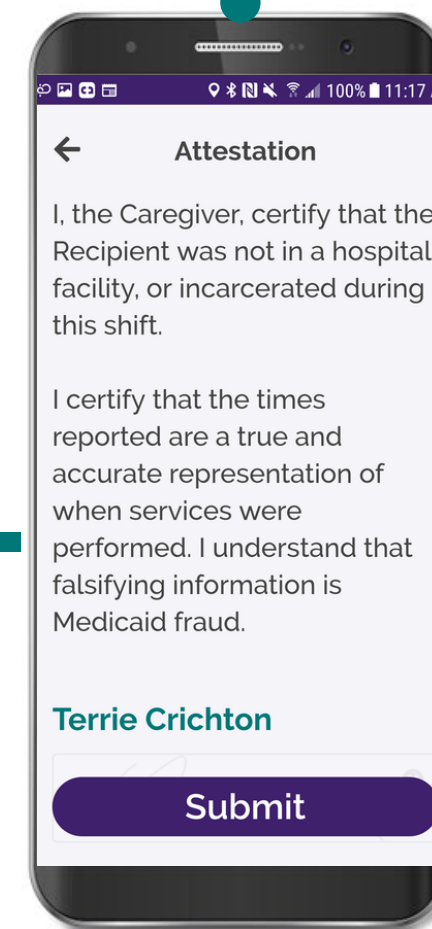 100% 11:17
Attestation
I, the Caregiver, certify that the
Recipient was not in a hospital
facility, or incarcerated during
this shift.
I certify that the times
reported are a true and
accurate representation of
when services were
performed. I understand that
falsifying information is
Medicaid fraud.
Terrie Crichton
Submit